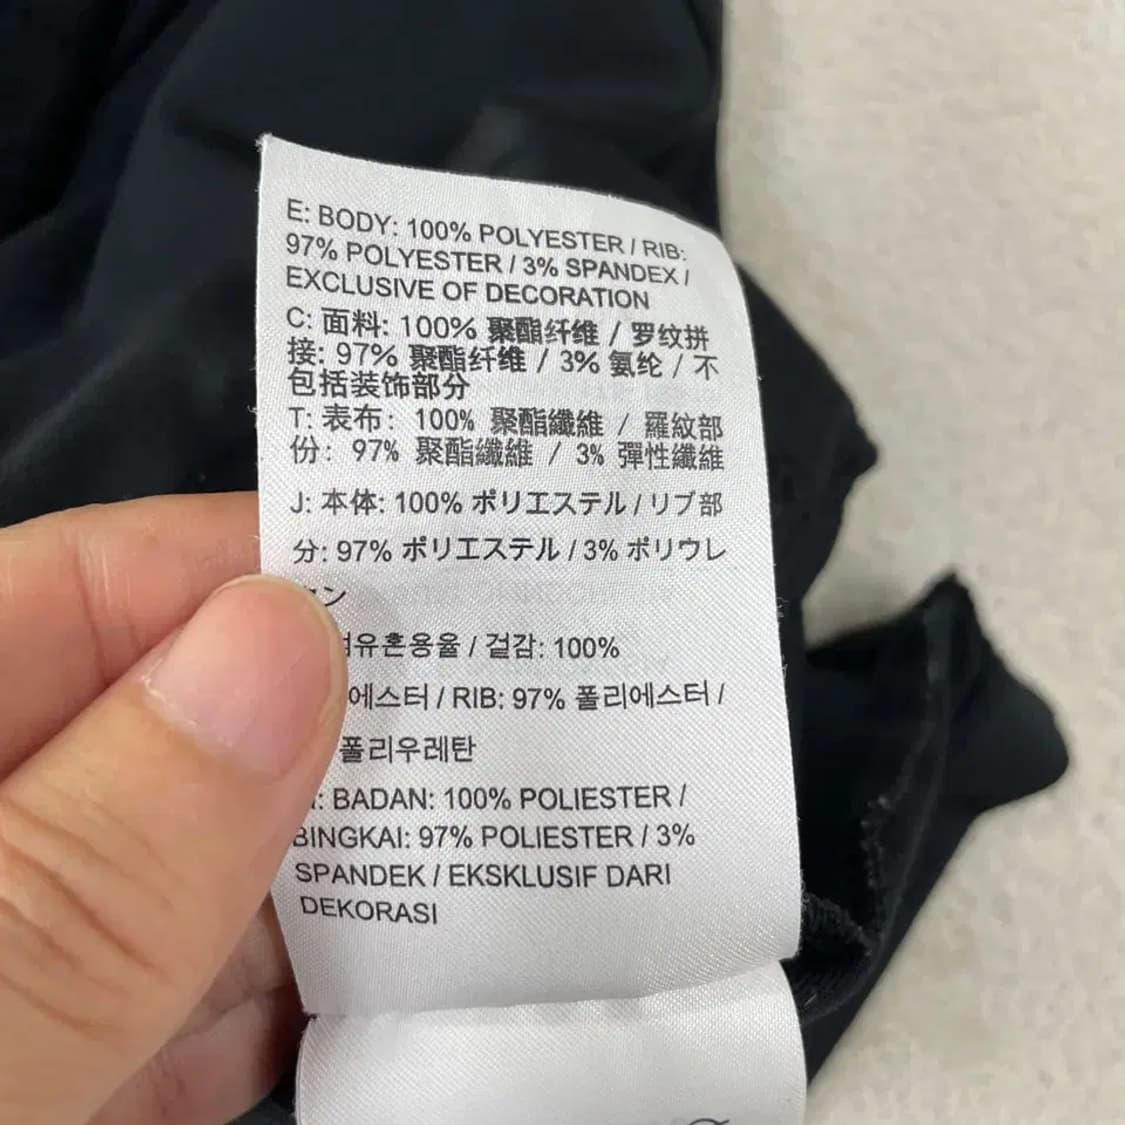 E: BODY: 100% POLYESTER / RIB:
97% POLYESTER / 3% SPANDEX /
EXCLUSIVE OF DECORATION
C: 面料: 100% 聚酯纤维 / 罗纹拼
接: 97% 聚酯纤维 / 3% 氨纶 / 不
包括装饰部分
T: 表布: 100% 聚酯纖維 / 羅紋部
份: 97% 聚酯纖維 / 3% 彈性纖維
J: 本体: 100% ポリエステル / リブ部
分: 97% ポリエステル / 3% ポリウレ
ン
유혼용율 / 겉감: 100%
에스터 / RIB: 97% 폴리에스터 /
폴리우레탄
: BADAN: 100% POLIESTER /
BINGKAI: 97% POLIESTER / 3%
SPANDEK / EKSKLUSIF DARI
DEKORASI